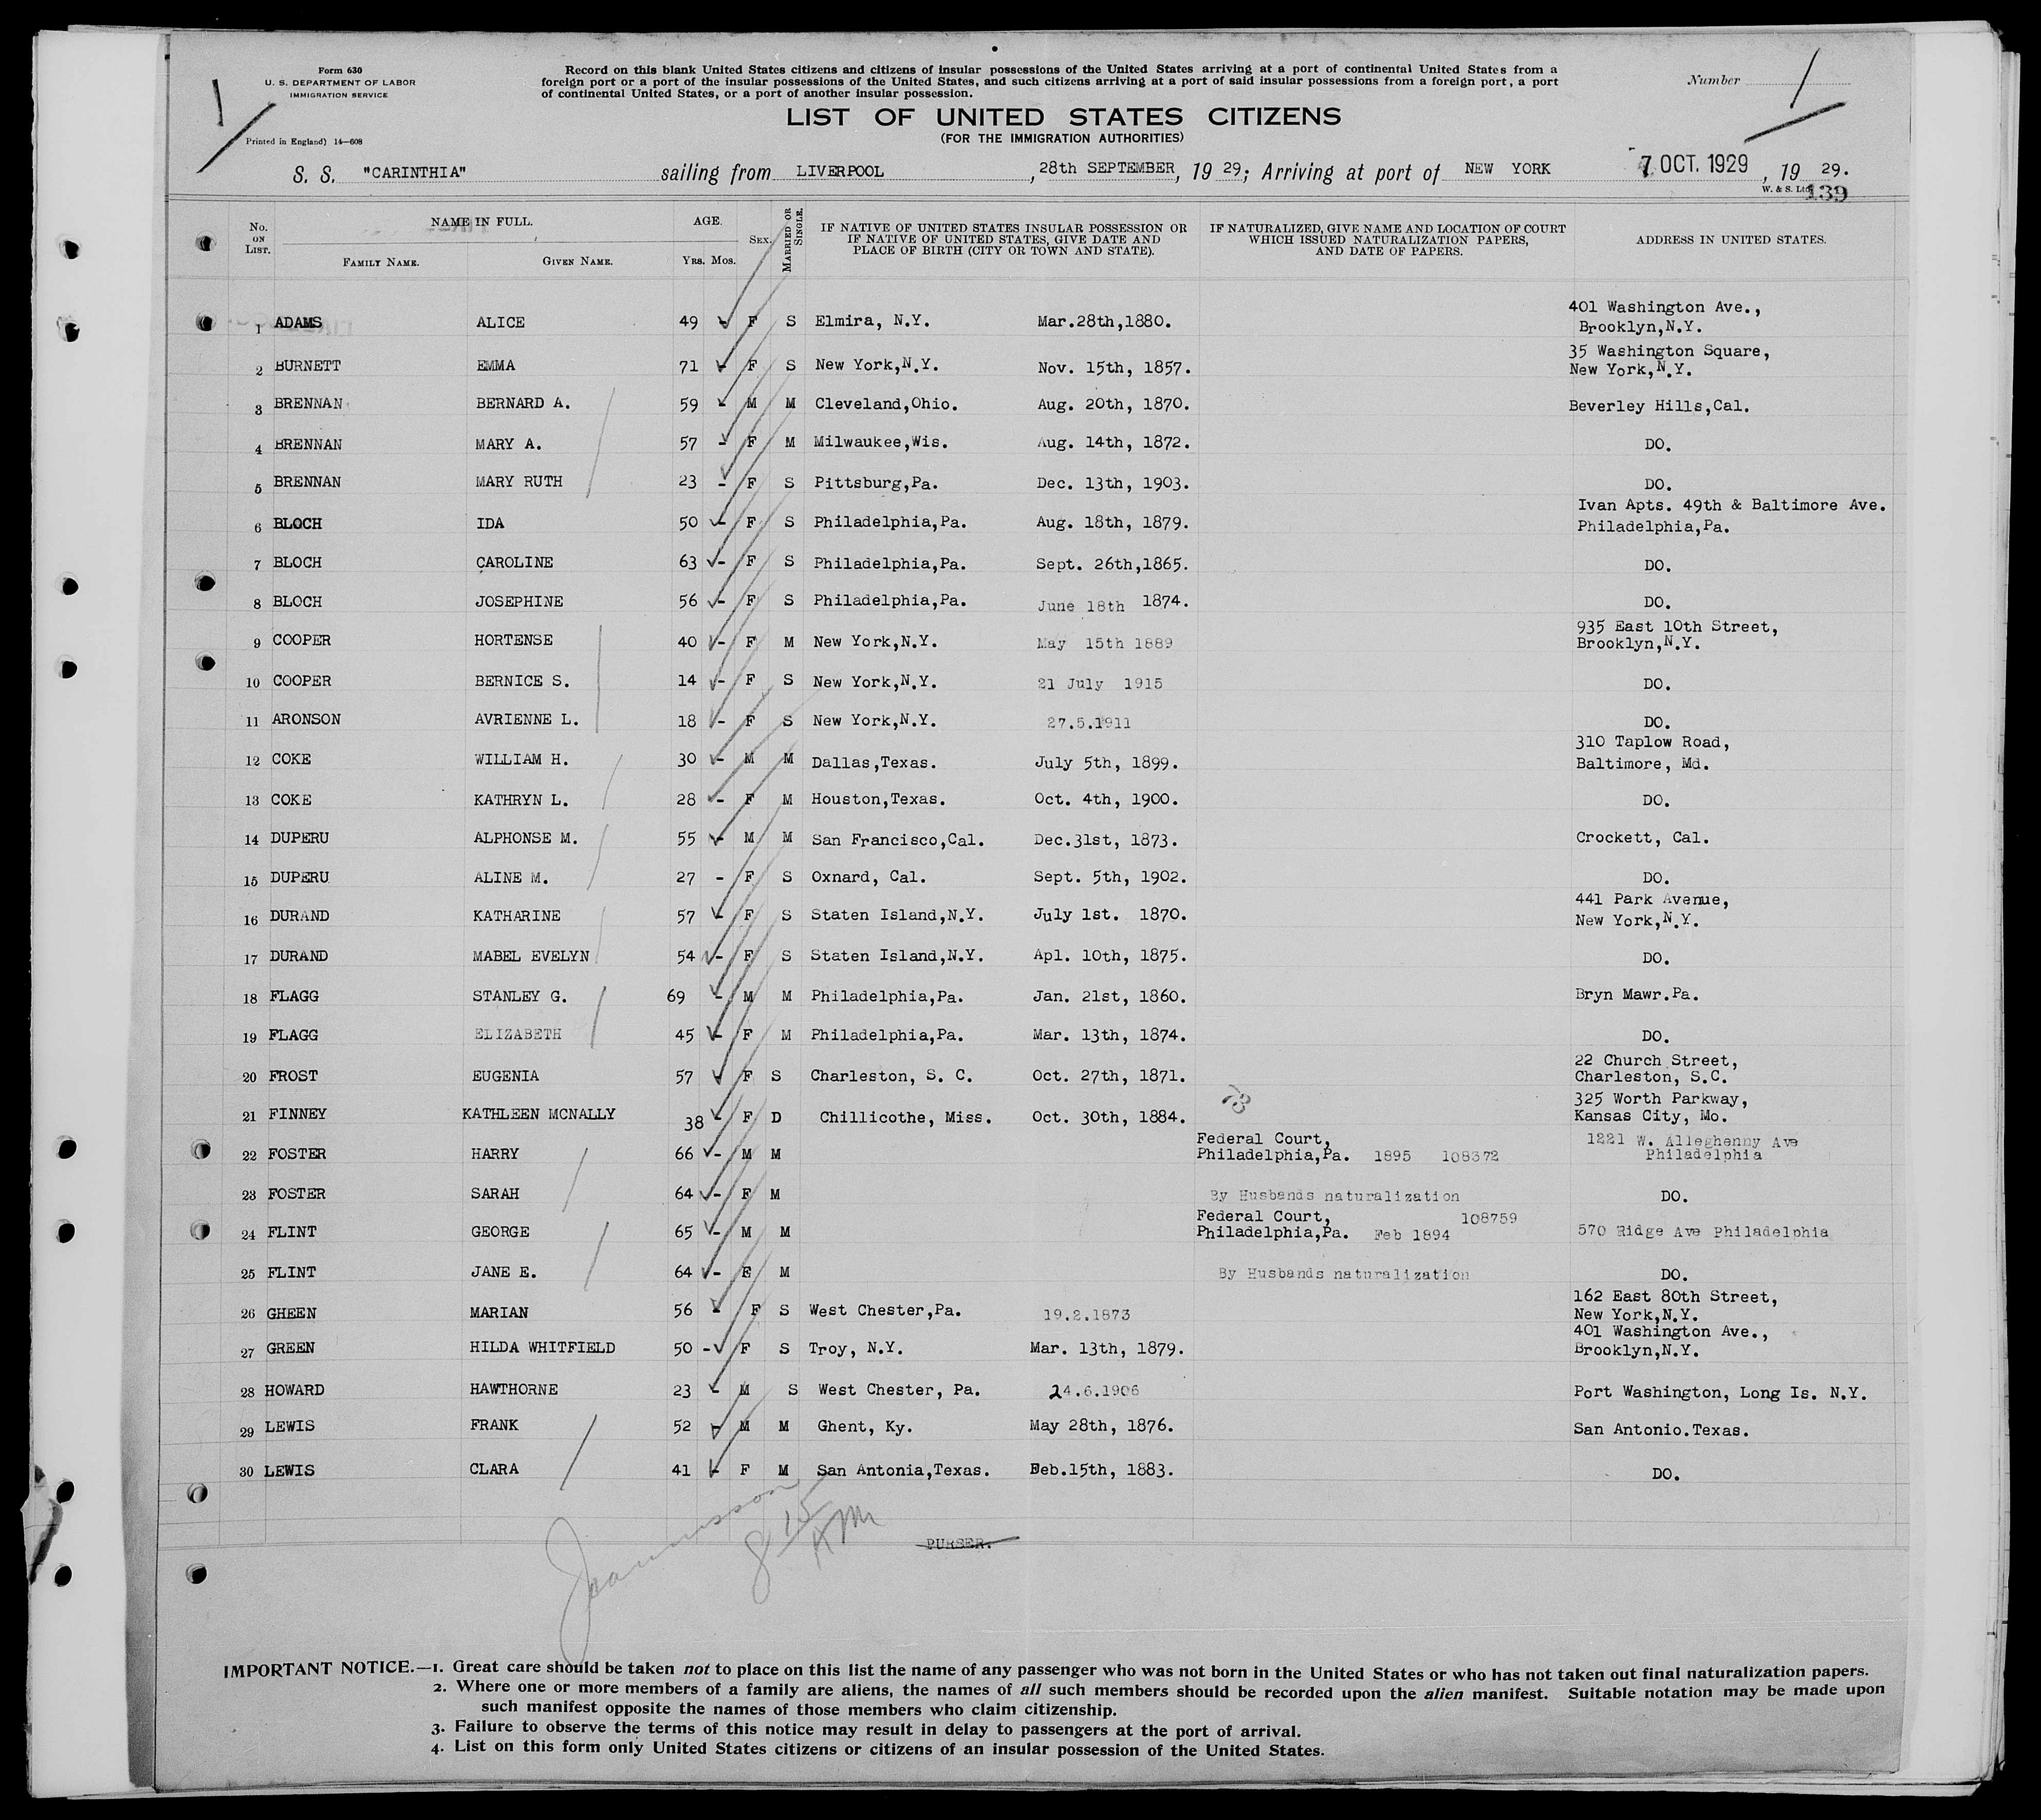 Form 630
U. S. DEPARTMENT OF LABOR
IMMIGRATION SERVICE
Printed in England) 14—608
Record on this blank United States citizens and citizens of insular possessions of the United States arriving at a port of continental United States from a
foreign port or a port of the insular possessions of the United States, and such citizens arriving at a port of said insular possessions from a foreign port, a port
of continental United States, or a port of another insular possession.
Number 1
LIST OF UNITED STATES CITIZENS
(FOR THE IMMIGRATION AUTHORITIES)
S. S. "CARINTHIA" sailing from LIVERPOOL, 28th SEPTEMBER, 19 29; Arriving at port of NEW YORK 7 OCT. 1929, 19 29.
W. & S. Ltd
139
No. ON LIST. NAME IN FULL. FAMILY NAME. GIVEN NAME. AGE. YRS. MOS. SEX. MARRIED OR SINGLE. IF NATIVE OF UNITED STATES INSULAR POSSESSION OR IF NATIVE OF UNITED STATES, GIVE DATE AND PLACE OF BIRTH (CITY OR TOWN AND STATE). IF NATURALIZED, GIVE NAME AND LOCATION OF COURT WHICH ISSUED NATURALIZATION PAPERS, AND DATE OF PAPERS. ADDRESS IN UNITED STATES.
1 ADAMS ALICE 49 - F S Elmira, N.Y. Mar.28th,1880. 401 Washington Ave., Brooklyn,N.Y.
2 BURNETT EMMA 71 - F S New York,N.Y. Nov. 15th, 1857. 35 Washington Square, New York,N.Y.
3 BRENNAN BERNARD A. 59 - M M Cleveland,Ohio. Aug. 20th, 1870. Beverley Hills,Cal.
4 BRENNAN MARY A. 57 - F M Milwaukee,Wis. Aug. 14th, 1872. DO.
5 BRENNAN MARY RUTH 23 - F S Pittsburg,Pa. Dec. 13th, 1903. DO.
6 BLOCH IDA 50 - F S Philadelphia,Pa. Aug. 18th, 1879. Ivan Apts. 49th & Baltimore Ave. Philadelphia,Pa.
7 BLOCH CAROLINE 63 - F S Philadelphia,Pa. Sept. 26th,1865. DO.
8 BLOCH JOSEPHINE 56 - F S Philadelphia,Pa. June 18th 1874. DO.
9 COOPER HORTENSE 40 - F M New York,N.Y. May 15th 1889 935 East 10th Street, Brooklyn,N.Y.
10 COOPER BERNICE S. 14 - F S New York,N.Y. 21 July 1915 DO.
11 ARONSON AVRIENNE L. 18 - F S New York,N.Y. 27.5.1911 DO.
12 COKE WILLIAM H. 30 - M M Dallas,Texas. July 5th, 1899. 310 Taplow Road, Baltimore, Md.
13 COKE KATHRYN L. 28 - F M Houston,Texas. Oct. 4th, 1900. DO.
14 DUPERU ALPHONSE M. 55 - M M San Francisco,Cal. Dec.31st, 1873. Crockett, Cal.
15 DUPERU ALINE M. 27 - F S Oxnard, Cal. Sept. 5th, 1902. DO.
16 DURAND KATHARINE 57 - F S Staten Island,N.Y. July 1st. 1870. 441 Park Avenue, New York,N.Y.
17 DURAND MABEL EVELYN 54 - F S Staten Island,N.Y. Apl. 10th, 1875. DO.
18 FLAGG STANLEY G. 69 - M M Philadelphia,Pa. Jan. 21st, 1860. Bryn Mawr.Pa.
19 FLAGG ELIZABETH 45 - F M Philadelphia,Pa. Mar. 13th, 1874. DO.
20 FROST EUGENIA 57 - F S Charleston, S. C. Oct. 27th, 1871. 22 Church Street, Charleston, S.C.
21 FINNEY KATHLEEN MCNALLY 38 - F D Chillicothe, Miss. Oct. 30th, 1884. 73 325 Worth Parkway, Kansas City, Mo.
22 FOSTER HARRY 66 - M M Federal Court, Philadelphia,Pa. 1895 108372 1221 W. Alleghenny Ave Philadelphia
23 FOSTER SARAH 64 - F M By Husbands naturalization DO.
24 FLINT GEORGE 65 - M M Federal Court, Philadelphia,Pa. Feb 1894 108759 570 Ridge Ave Philadelphia
25 FLINT JANE E. 64 - F M By Husbands naturalization DO.
26 GHEEN MARIAN 56 - F S West Chester,Pa. 19.2.1873 162 East 80th Street, New York,N.Y.
27 GREEN HILDA WHITFIELD 50 - F S Troy, N.Y. Mar. 13th, 1879. 401 Washington Ave., Brooklyn,N.Y.
28 HOWARD HAWTHORNE 23 - M S West Chester, Pa. 24.6.1906 Port Washington, Long Is. N.Y.
29 LEWIS FRANK 52 - M M Ghent, Ky. May 28th, 1876. San Antonio.Texas.
30 LEWIS CLARA 41 - F M San Antonia,Texas. Feb.15th, 1883. DO.
8 15 AM
PURSER.
IMPORTANT NOTICE.—1. Great care should be taken not to place on this list the name of any passenger who was not born in the United States or who has not taken out final naturalization papers.
2. Where one or more members of a family are aliens, the names of all such members should be recorded upon the alien manifest. Suitable notation may be made upon
such manifest opposite the names of those members who claim citizenship.
3. Failure to observe the terms of this notice may result in delay to passengers at the port of arrival.
4. List on this form only United States citizens or citizens of an insular possession of the United States.